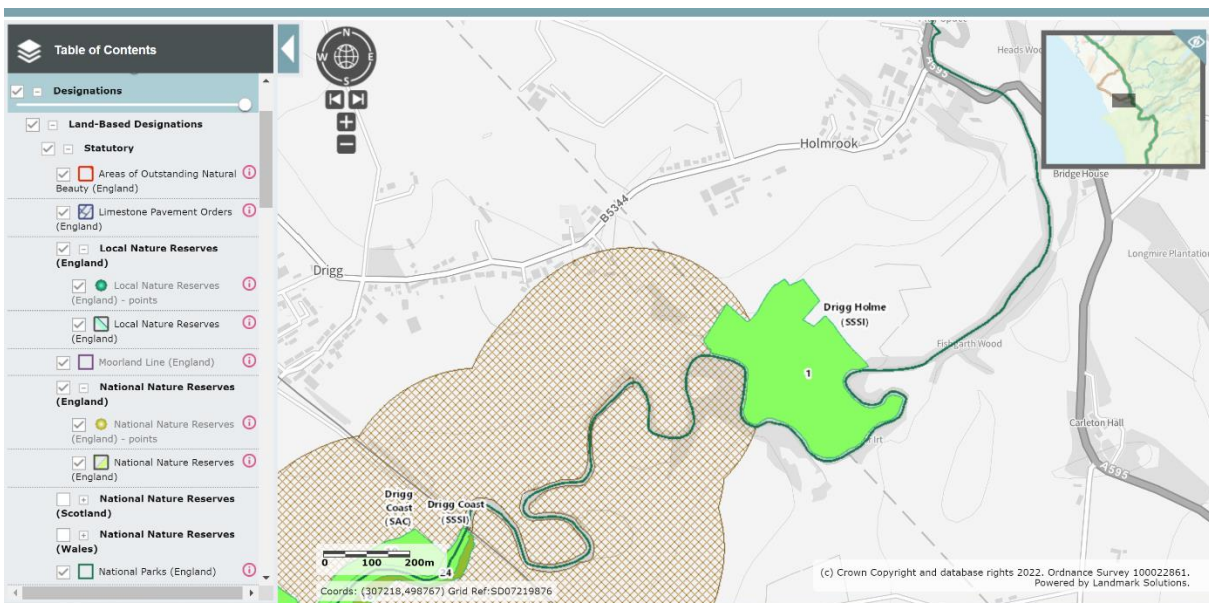 Table of Contents
Designations
Land-Based Designations
Statutory
Areas of Outstanding Natural
Beauty (England)
Limestone Pavement Orders
(England)
Local Nature Reserves
(England)
Local Nature Reserves
(England) - points
Local Nature Reserves
(England)
Moorland Line (England)
National Nature Reserves
(England)
National Nature Reserves
(England) - points
National Nature Reserves
(England)
National Nature Reserves
(Scotland)
National Nature Reserves
(Wales)
National Parks (England)
N
W
E
S
A595
Heads
Holmrook
Bridge House
B5344
Drigg
Longmire Plantation
Drigg Holme
(SSSI)
Fishgarth Wood
1
Irt
Carleton Hall
A595
Drigg
Coast
(SAC)
Drigg Coast
(SSSI)
24
0 100 200m
Coords: (307218,498767) Grid Ref:SD07219876
(c) Crown Copyright and database rights 2022. Ordnance Survey 100022861.
Powered by Landmark Solutions.